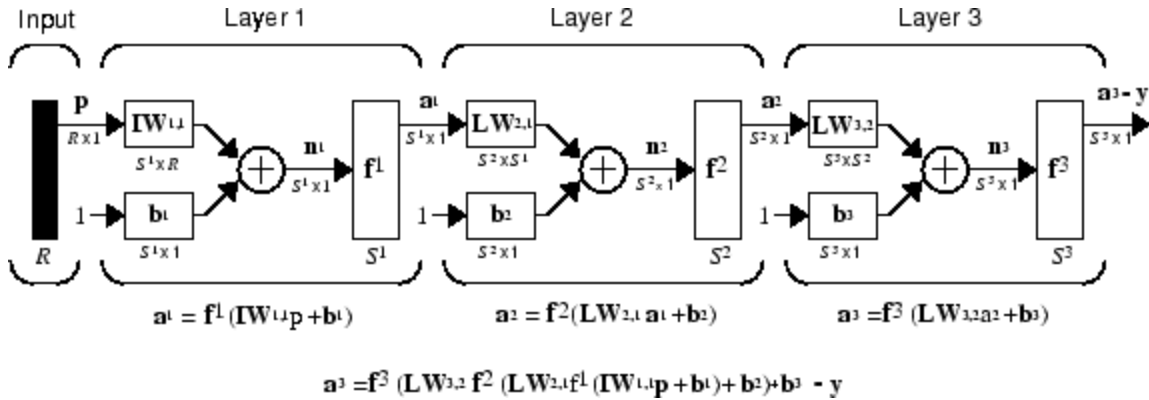 Input Layer 1 Layer 2 Layer 3
p IW1,1 n1 f1 a1 LW2,1 n2 f2 a2 LW3,2 n3 f3 a3 - y
R x 1 S1 x R S1 x 1 S1 x 1 S2 x S1 S2 x 1 S2 x 1 S3 x S2 S3 x 1 S3 x 1
1 b1 1 b2 1 b3
R S1 x 1 S1 S2 x 1 S2 S3 x 1 S3
a1 = f1 (IW1,1p +b1) a2 = f2(LW2,1 a1 +b2) a3 =f3 (LW3,2a2 +b3)
a3 =f3 (LW3,2 f2 (LW2,1f1 (IW1,1p + b1)+ b2)+b3 - y